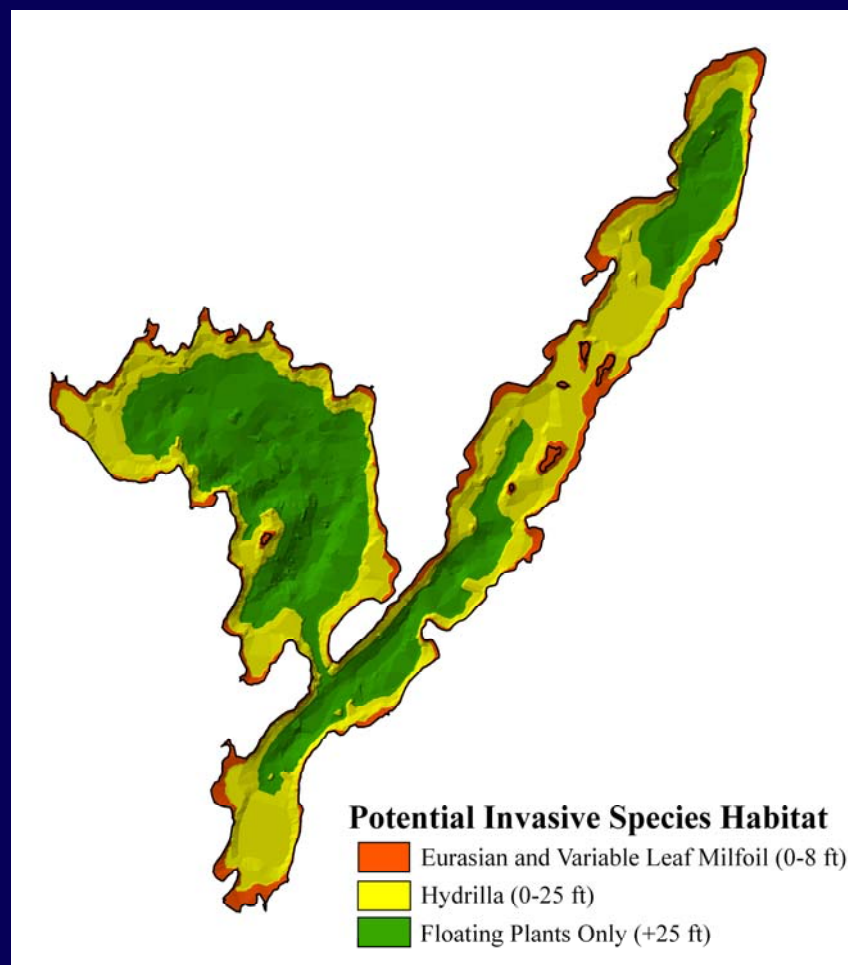 Potential Invasive Species Habitat
Eurasian and Variable Leaf Milfoil (0-8 ft)
Hydrilla (0-25 ft)
Floating Plants Only (+25 ft)